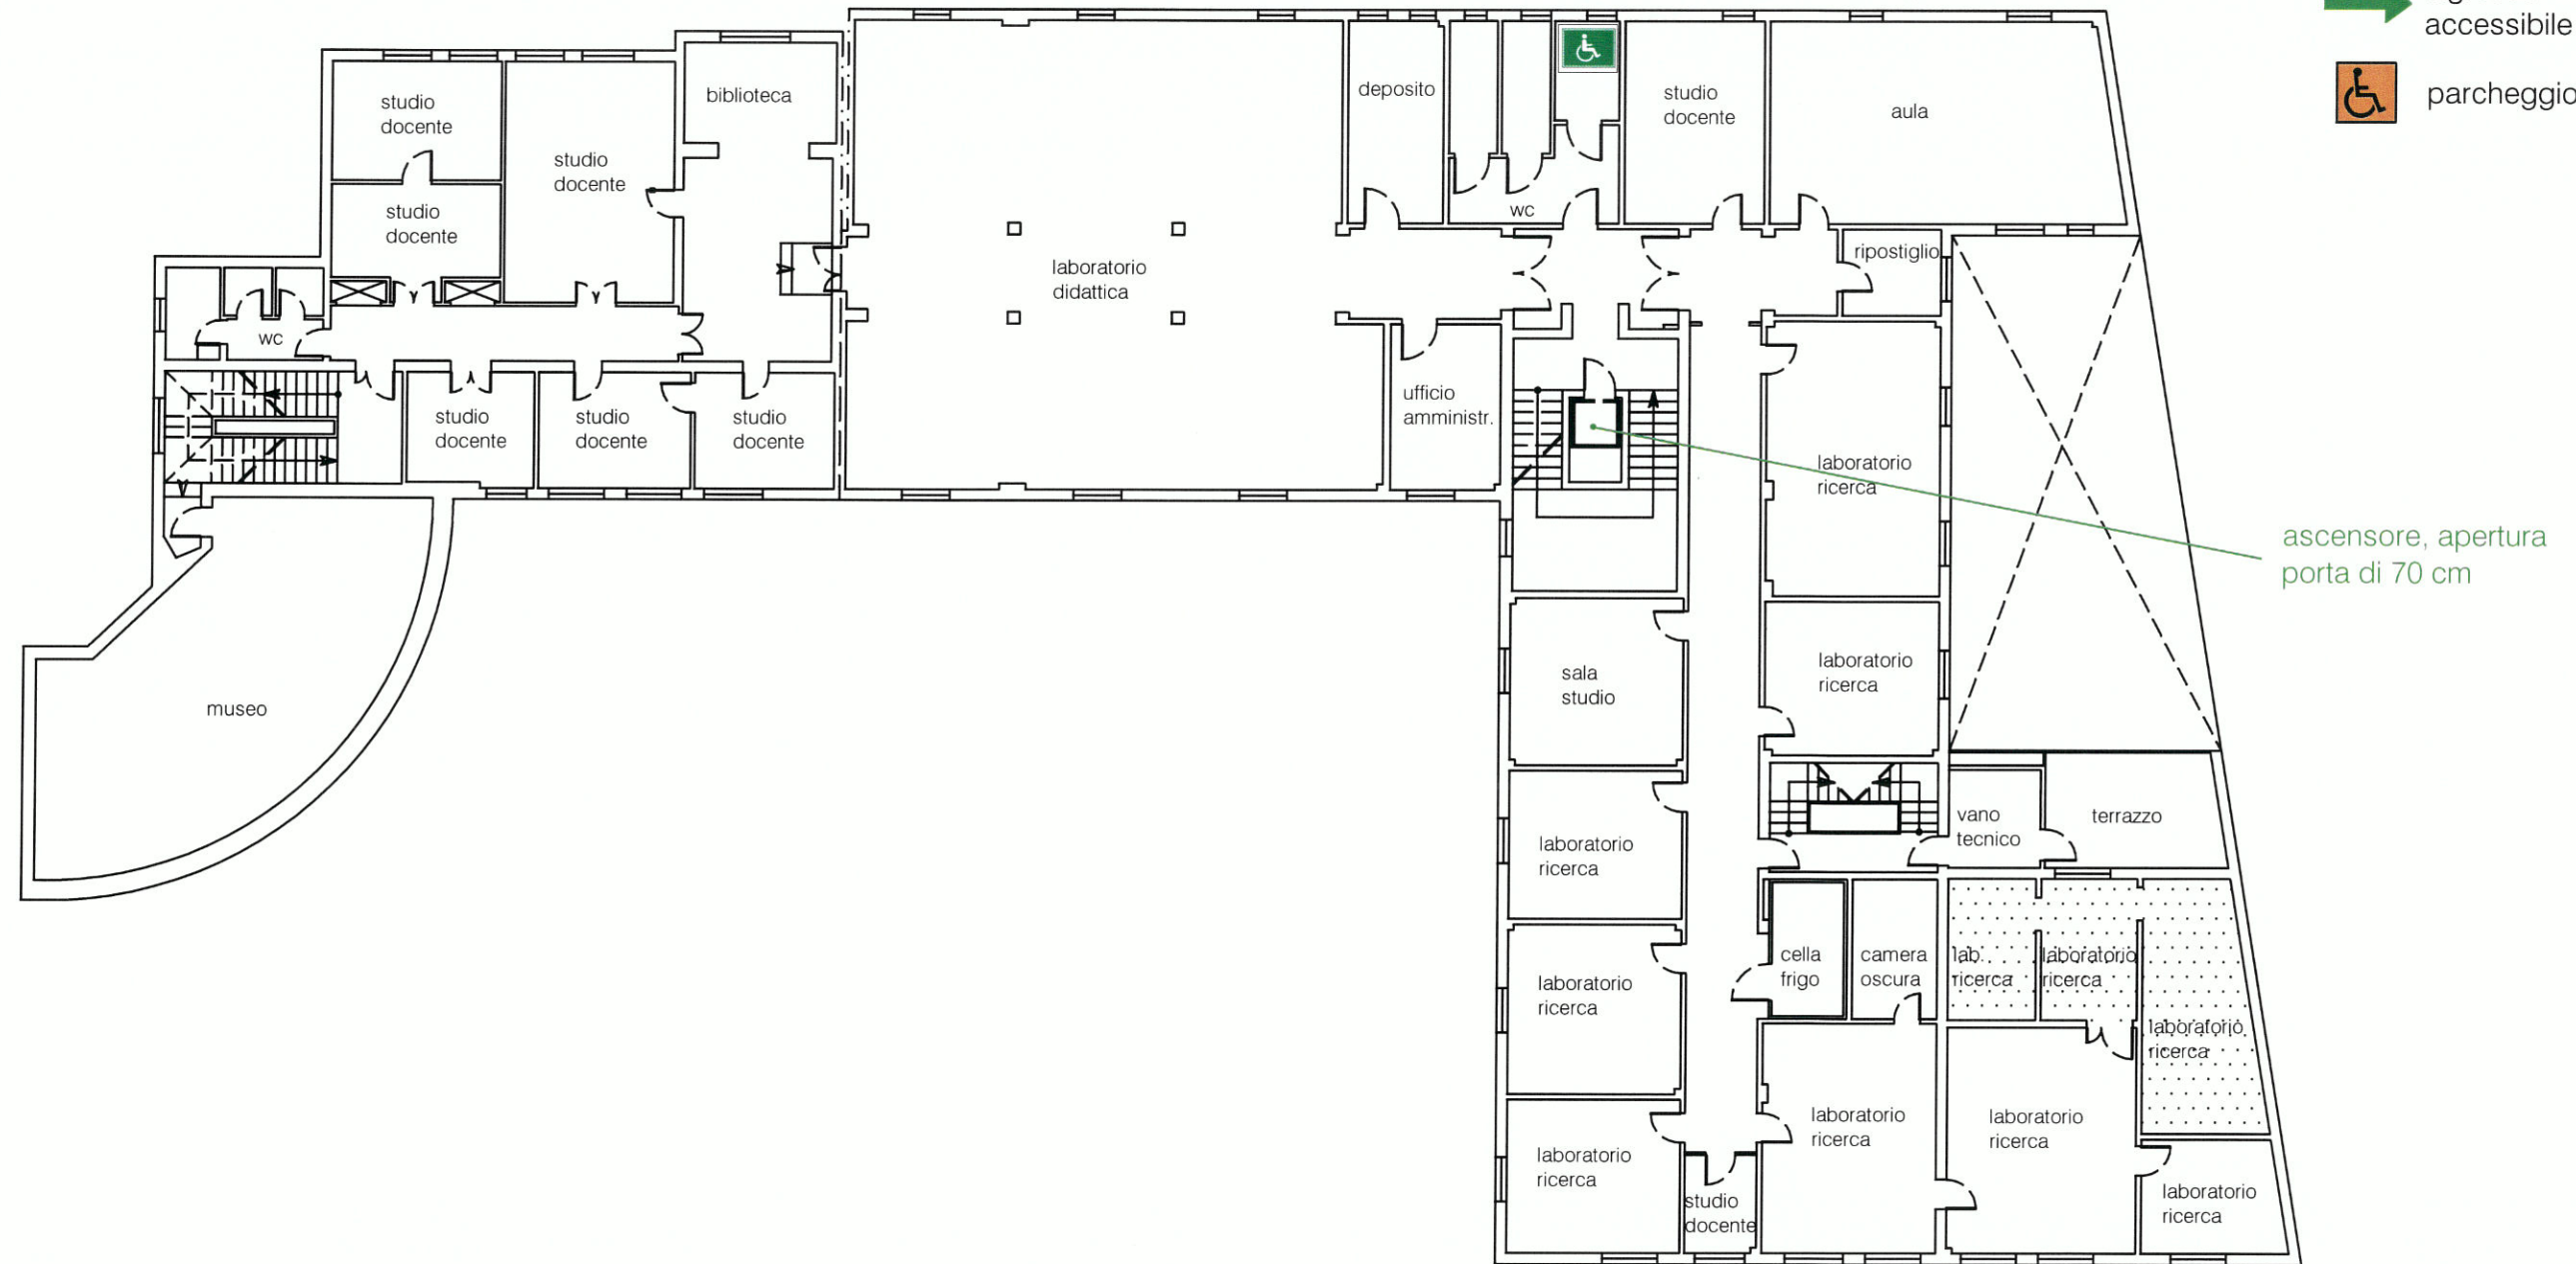 accessibile
parcheggio
biblioteca
studio
docente
studio
docente
studio
docente
deposito
studio
docente
aula
wc
ripostiglio
laboratorio
didattica
wc
studio
docente
studio
docente
studio
docente
ufficio
amministr.
laboratorio
ricerca
ascensore, apertura
porta di 70 cm
museo
sala
studio
laboratorio
ricerca
vano
tecnico
terrazzo
laboratorio
ricerca
laboratorio
ricerca
cella
frigo
camera
oscura
lab.
ricerca
laboratorio
ricerca
laboratorio
ricerca
laboratorio
ricerca
studio
docente
laboratorio
ricerca
laboratorio
ricerca
laboratorio
ricerca